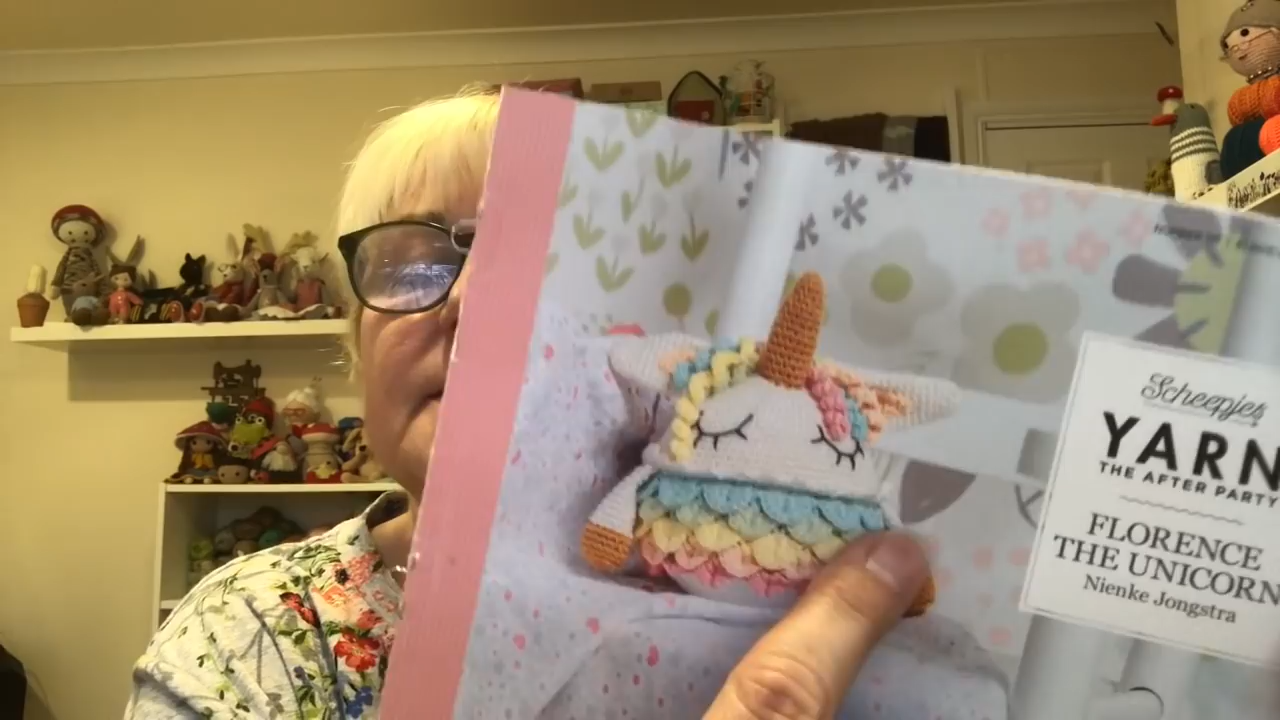 Scheepjes
YARN
THE AFTER PARTY
FLORENCE
THE UNICORN
Nienke Jongstra